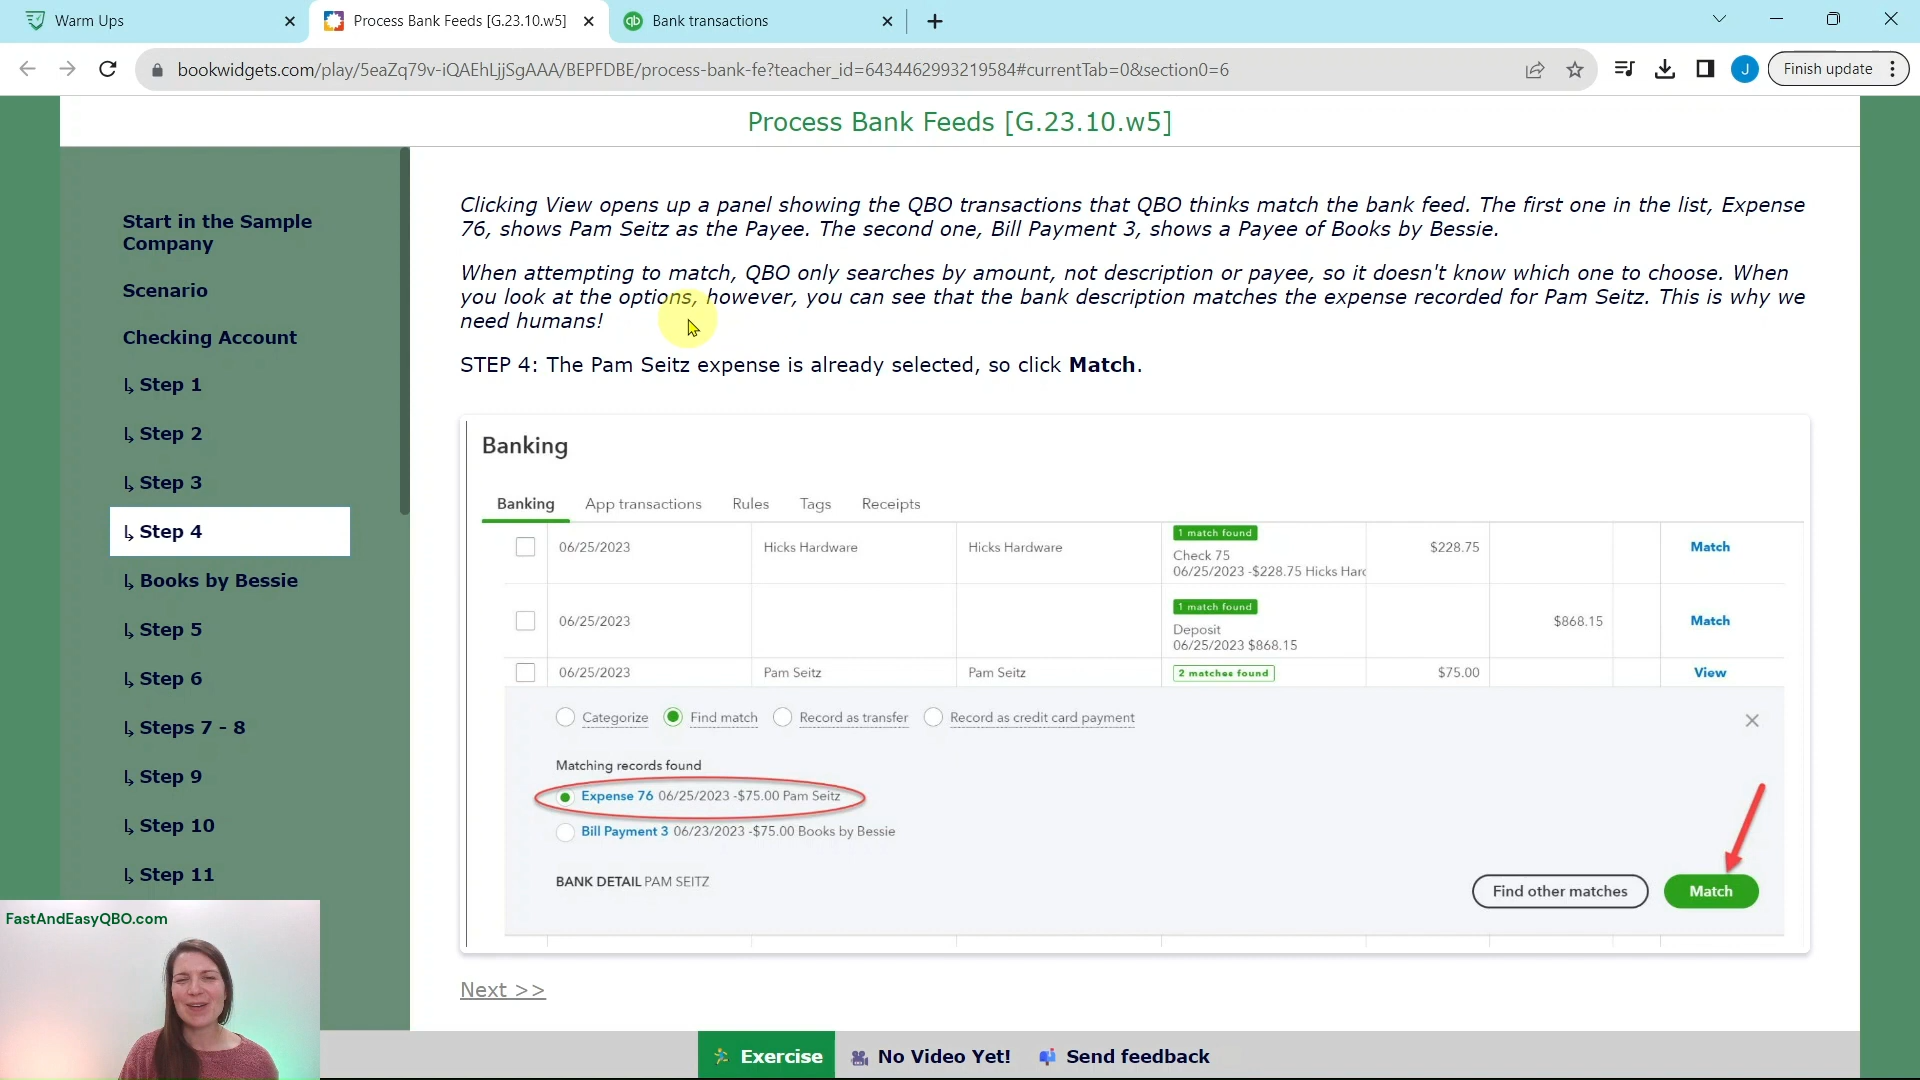 Warm Ups
Process Bank Feeds [G.23.10.w5]
qb
Bank transactions
bookwidgets.com/play/5eaZq79v-iQAEhLjjSgAAA/BEPFDBE/process-bank-fe?teacher_id=6434462993219584#currentTab=0&section0=6
J
Finish update
Process Bank Feeds [G.23.10.w5]
Start in the Sample
Company
Scenario
Checking Account
↳ Step 1
↳ Step 2
↳ Step 3
↳ Step 4
↳ Books by Bessie
↳ Step 5
↳ Step 6
↳ Steps 7 - 8
↳ Step 9
↳ Step 10
↳ Step 11
Clicking View opens up a panel showing the QBO transactions that QBO thinks match the bank feed. The first one in the list, Expense
76, shows Pam Seitz as the Payee. The second one, Bill Payment 3, shows a Payee of Books by Bessie.
When attempting to match, QBO only searches by amount, not description or payee, so it doesn't know which one to choose. When
you look at the options, however, you can see that the bank description matches the expense recorded for Pam Seitz. This is why we
need humans!
STEP 4: The Pam Seitz expense is already selected, so click Match.
Banking
Banking App transactions Rules Tags Receipts
1 match found
06/25/2023 Hicks Hardware Hicks Hardware $228.75 Match
Check 75
06/25/2023 -$228.75 Hicks Hard
1 match found
06/25/2023 $868.15 Match
Deposit
06/25/2023 $868.15
06/25/2023 Pam Seitz Pam Seitz 2 matches found $75.00 View
Categorize Find match Record as transfer Record as credit card payment
Matching records found
Expense 76 06/25/2023 -$75.00 Pam Seitz
Bill Payment 3 06/23/2023 -$75.00 Books by Bessie
BANK DETAIL PAM SEITZ
Find other matches Match
Next >>
FastAndEasyQBO.com
Exercise No Video Yet! Send feedback